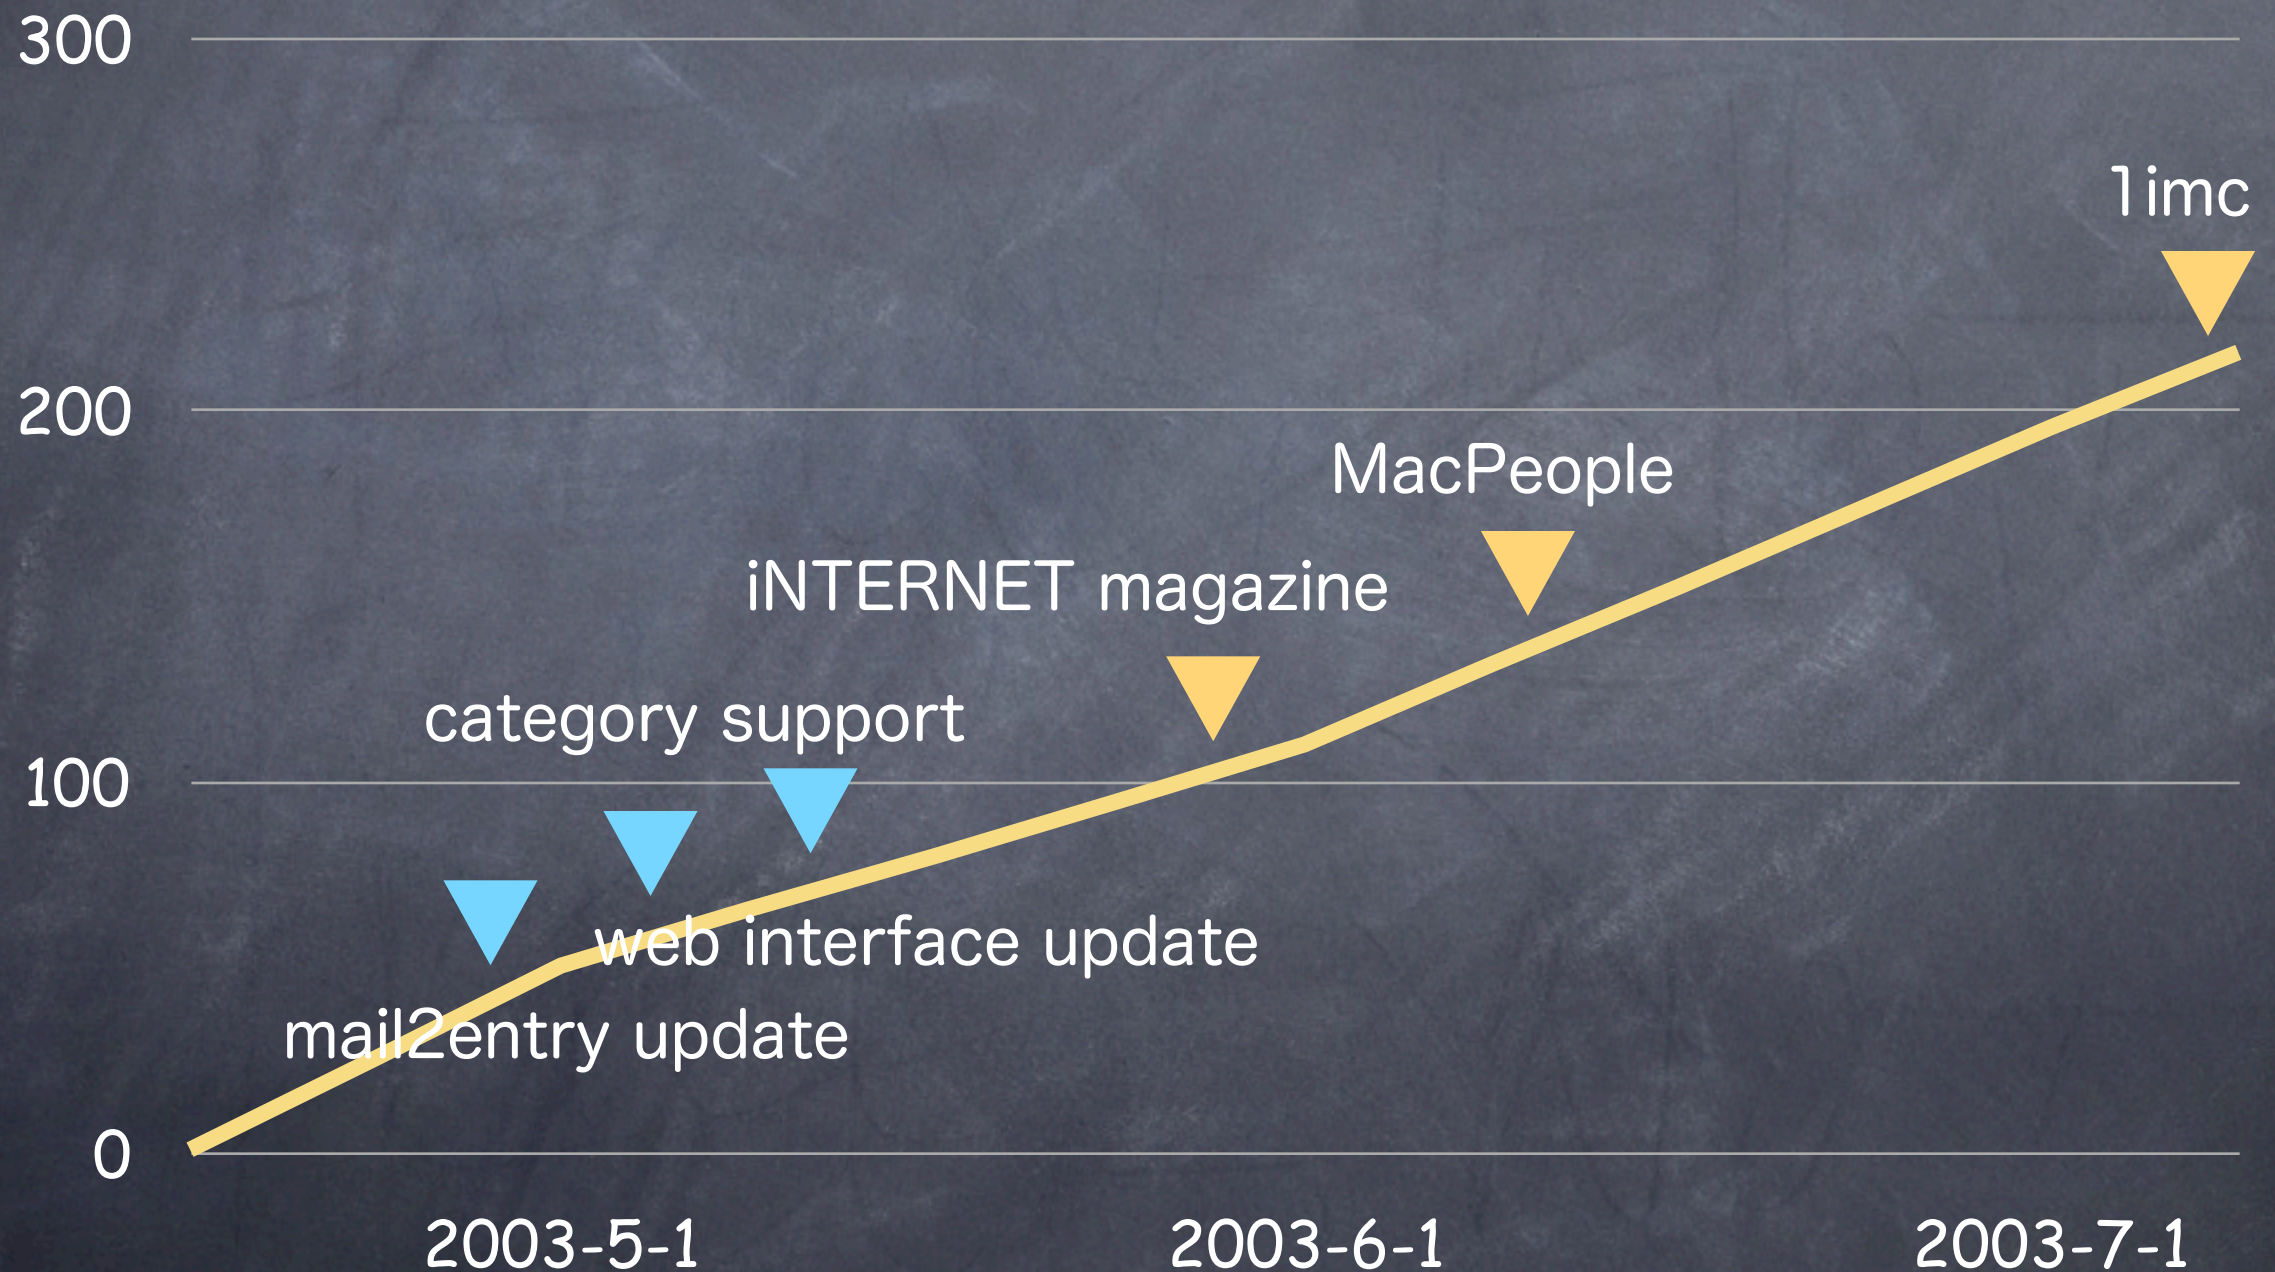 300
1imc
200
MacPeople
iNTERNET magazine
category support
100
web interface update
mail2entry update
0
2003-5-1
2003-6-1
2003-7-1